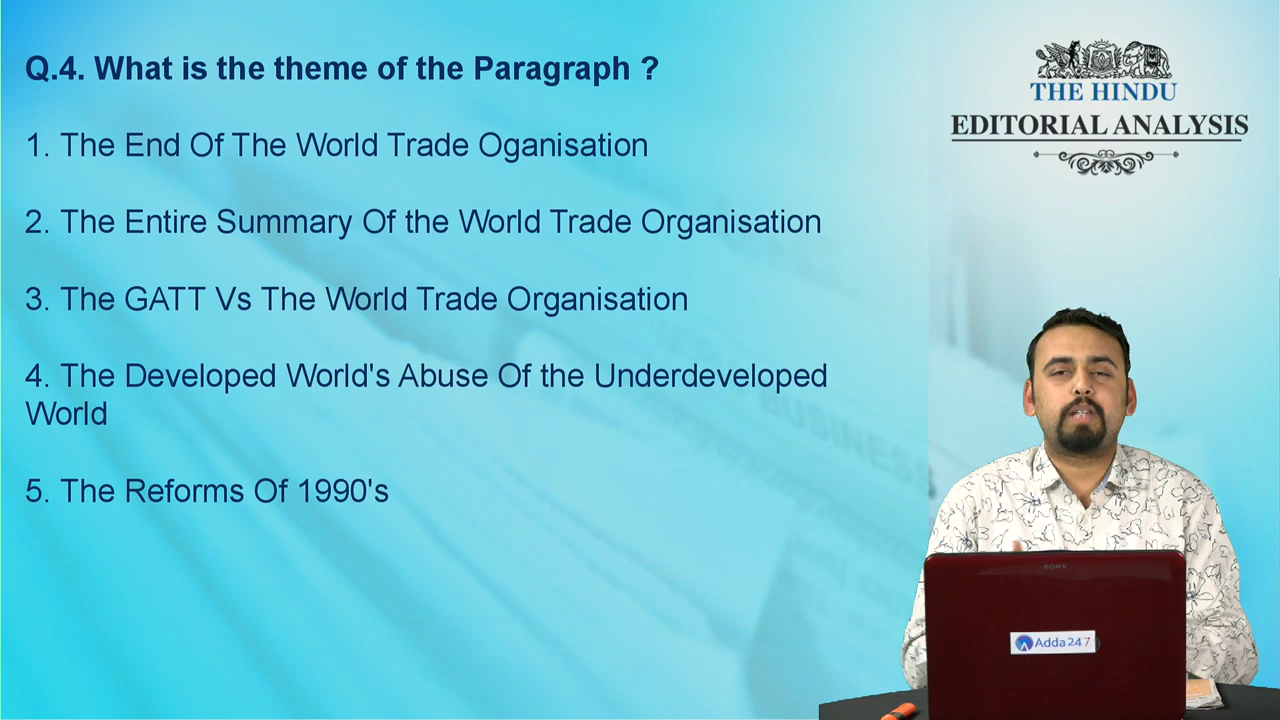 Q.4. What is the theme of the Paragraph ?
1. The End Of The World Trade Oganisation
2. The Entire Summary Of the World Trade Organisation
3. The GATT Vs The World Trade Organisation
4. The Developed World's Abuse Of the Underdeveloped
World
5. The Reforms Of 1990's
THE HINDU
EDITORIAL ANALYSIS
BUSINESS
SONY
Adda247